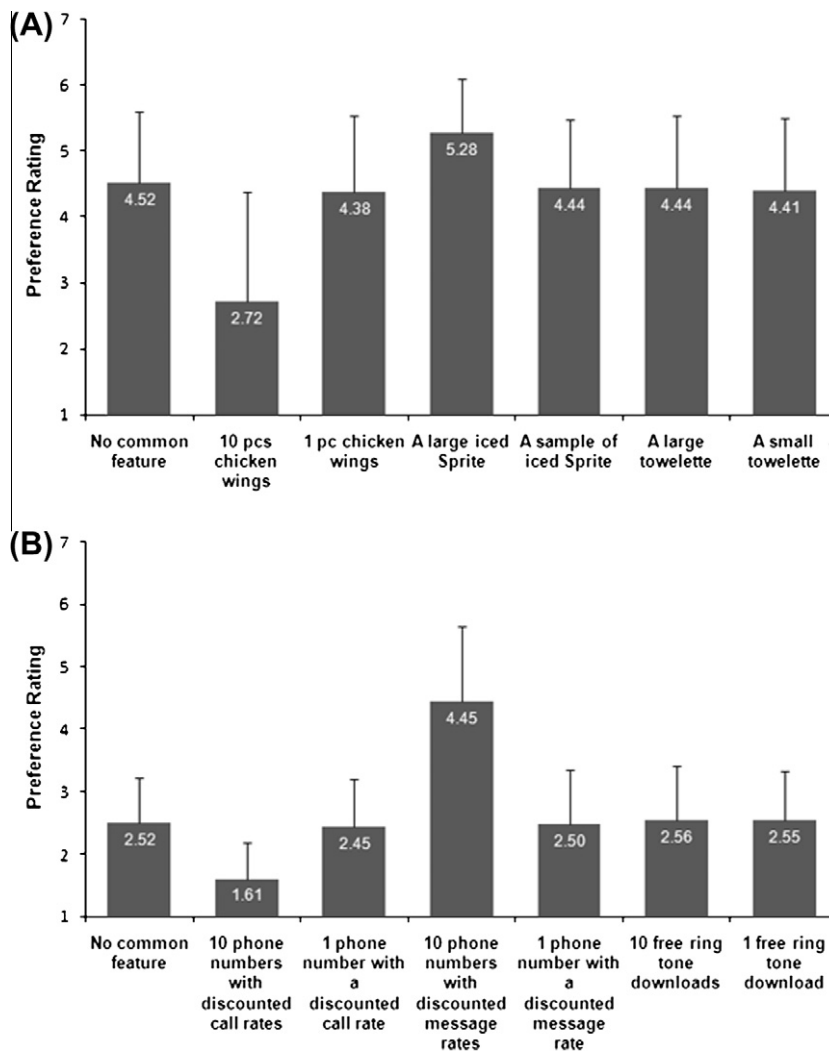 (A)
7
6
5
4
3
2
1
Preference Rating
4.52
2.72
4.38
5.28
4.44
4.44
4.41
No common
feature
10 pcs
chicken
wings
1 pc chicken
wings
A large iced
Sprite
A sample of
iced Sprite
A large
towelette
A small
towelette
(B)
7
6
5
4
3
2
1
Preference Rating
2.52
1.61
2.45
4.45
2.50
2.56
2.55
No common
feature
10 phone
numbers
with
discounted
call rates
1 phone
number with
a
discounted
call rate
10 phone
numbers
with
discounted
message
rates
1 phone
number with a
discounted
message
rate
10 free ring
tone
downloads
1 free ring
tone
download